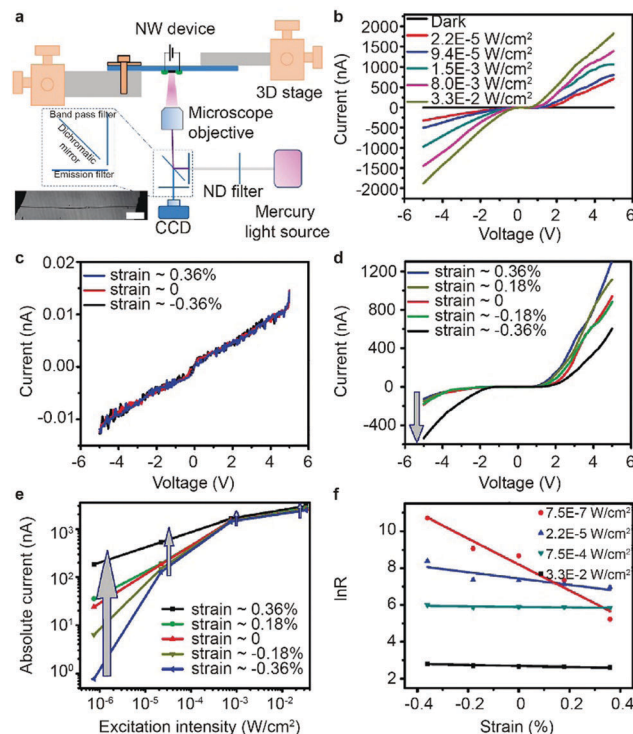 a
NW device
3D stage
Microscope
objective
Band pass filter
Dichromatic
mirror
Emission filter
ND filter
CCD
Mercury
light source
b
Dark
2.2E-5 W/cm²
9.4E-5 W/cm²
1.5E-3 W/cm²
8.0E-3 W/cm²
3.3E-2 W/cm²
Current (nA)
2000
1500
1000
500
0
500
1000
1500
2000
-6 -4 -2 0 2 4 6
Voltage (V)
c
strain ~ 0.36%
strain ~ 0
strain ~ -0.36%
Current (nA)
0.02
0.01
0.00
-0.01
-6 -4 -2 0 2 4 6
Voltage (V)
d
strain ~ 0.36%
strain ~ 0.18%
strain ~ 0
strain ~ -0.18%
strain ~ -0.36%
Current (nA)
1200
800
400
0
-400
-6 -4 -2 0 2 4 6
Voltage (V)
e
strain ~ 0.36%
strain ~ 0.18%
strain ~ 0
strain ~ -0.18%
strain ~ -0.36%
Absolute current (nA)
10³
10²
10¹
10⁰
10⁻⁶ 10⁻⁵ 10⁻⁴ 10⁻³ 10⁻²
Excitation intensity (W/cm²)
f
7.5E-7 W/cm²
2.2E-5 W/cm²
7.5E-4 W/cm²
3.3E-2 W/cm²
lnR
10
8
6
4
2
-0.4 -0.2 0.0 0.2 0.4
Strain (%)